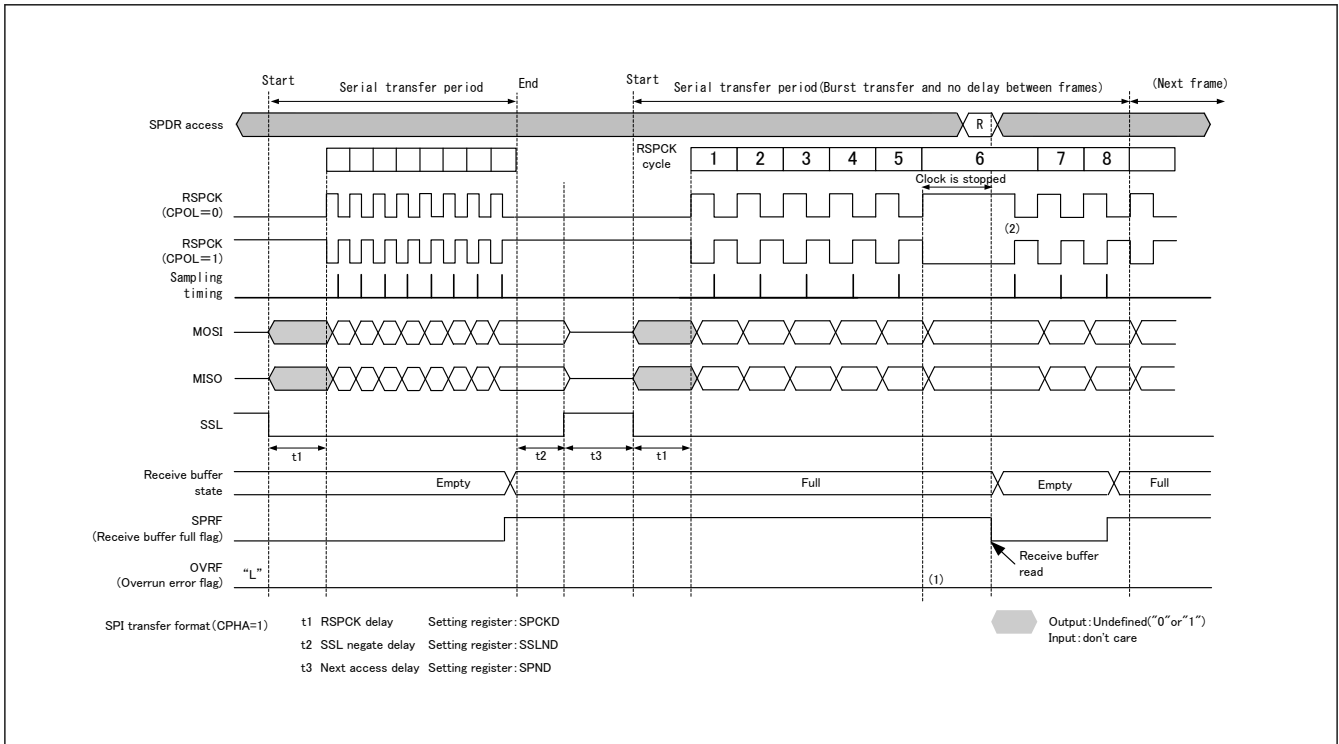 Start
Serial transfer period
End
Start
Serial transfer period(Burst transfer and no delay between frames)
(Next frame)
SPDR access
R
RSPCK
cycle
1 2 3 4 5 6 7 8
Clock is stopped
RSPCK
(CPOL=0)
(2)
RSPCK
(CPOL=1)
Sampling
timing
MOSI
MISO
SSL
t1 t2 t3 t1
Receive buffer
state
Empty Full Empty Full
SPRF
(Receive buffer full flag)
Receive buffer
read
OVRF
(Overrun error flag)
“L”
(1)
SPI transfer format(CPHA=1)
t1 RSPCK delay Setting register:SPCKD
t2 SSL negate delay Setting register:SSLND
t3 Next access delay Setting register:SPND
Output:Undefined("0"or"1")
Input:don't care